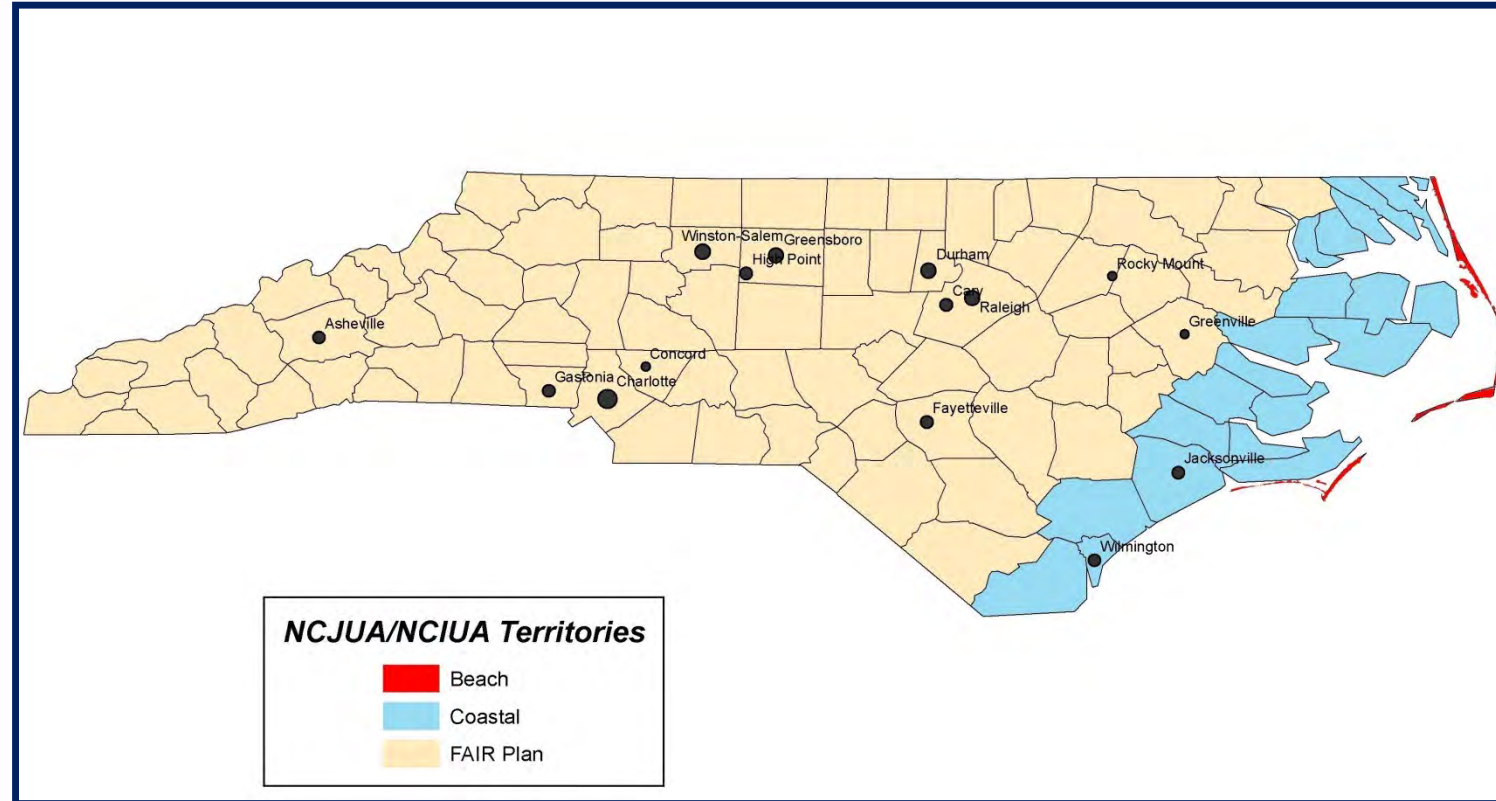 Winston-Salem
Greensboro
High Point
Durham
Rocky Mount
Cary
Raleigh
Asheville
Greenville
Concord
Gastonia
Charlotte
Fayetteville
Jacksonville
Wilmington
NCJUA/NCIUA Territories
Beach
Coastal
FAIR Plan